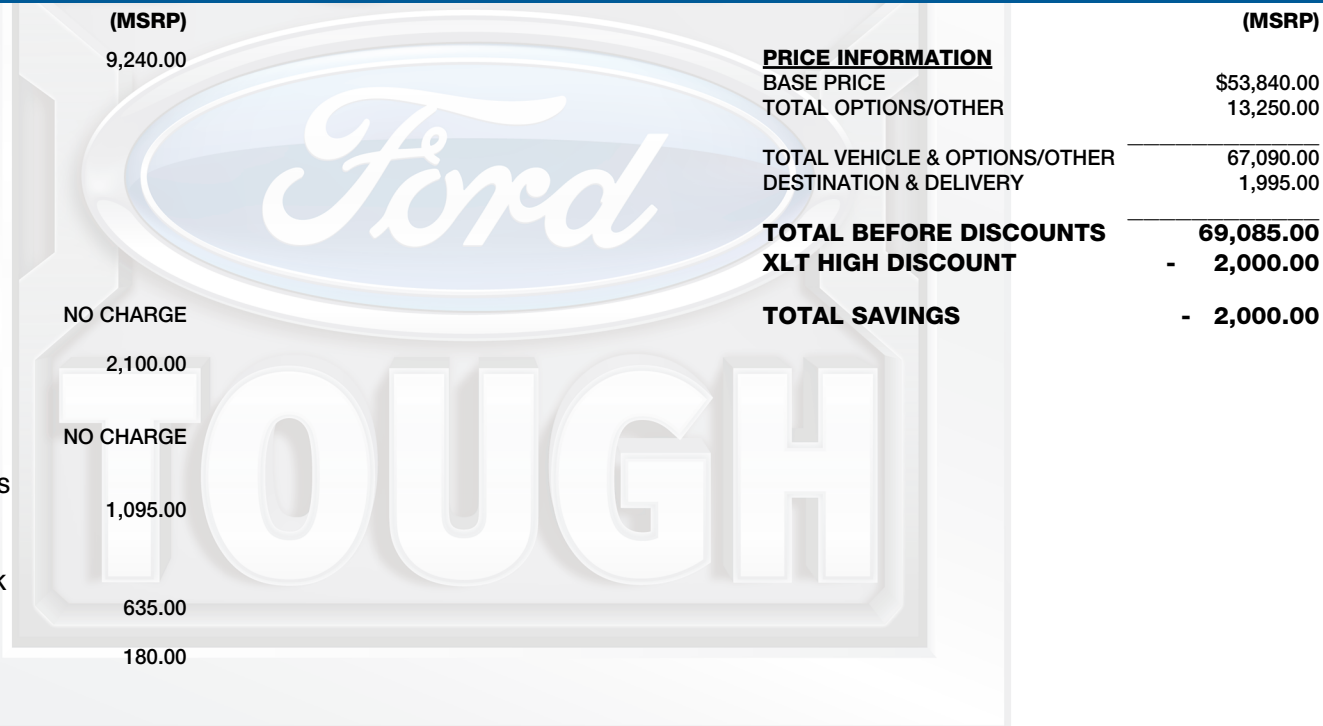 (MSRP)
9,240.00
NO CHARGE
2,100.00
NO CHARGE
S
1,095.00
K
635.00
180.00
Ford
TOUGH
(MSRP)
PRICE INFORMATION
BASE PRICE $53,840.00
TOTAL OPTIONS/OTHER 13,250.00
TOTAL VEHICLE & OPTIONS/OTHER 67,090.00
DESTINATION & DELIVERY 1,995.00
TOTAL BEFORE DISCOUNTS 69,085.00
XLT HIGH DISCOUNT - 2,000.00
TOTAL SAVINGS - 2,000.00